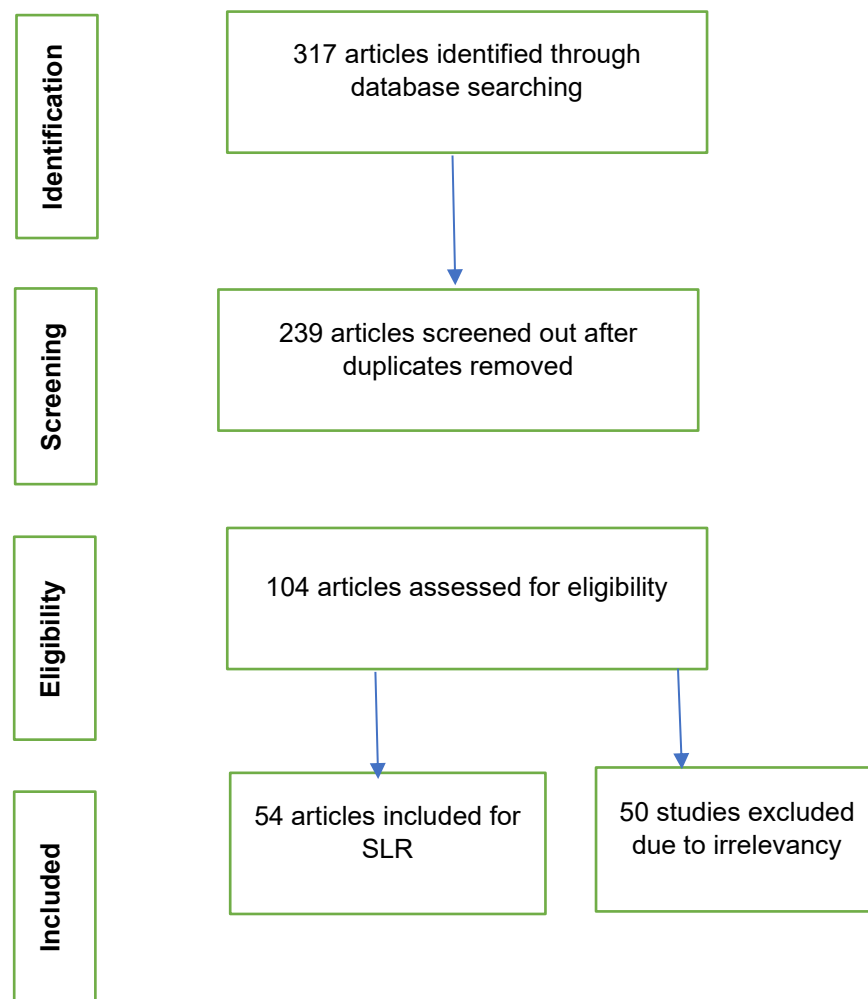 Identification
317 articles identified through
database searching
Screening
239 articles screened out after
duplicates removed
Eligibility
104 articles assessed for eligibility
Included
54 articles included for
SLR
50 studies excluded
due to irrelevancy